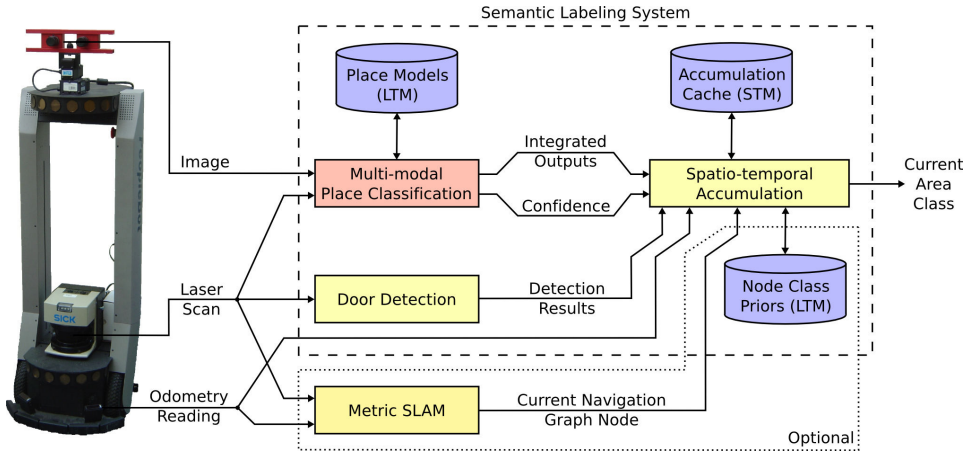 Semantic Labeling System
Place Models
(LTM)
Accumulation
Cache (STM)
Image
Multi-modal
Place Classification
Integrated
Outputs
Confidence
Spatio-temporal
Accumulation
Current
Area
Class
Laser
Scan
SICK
Door Detection
Detection
Results
Node Class
Priors (LTM)
Odometry
Reading
Metric SLAM
Current Navigation
Graph Node
Optional